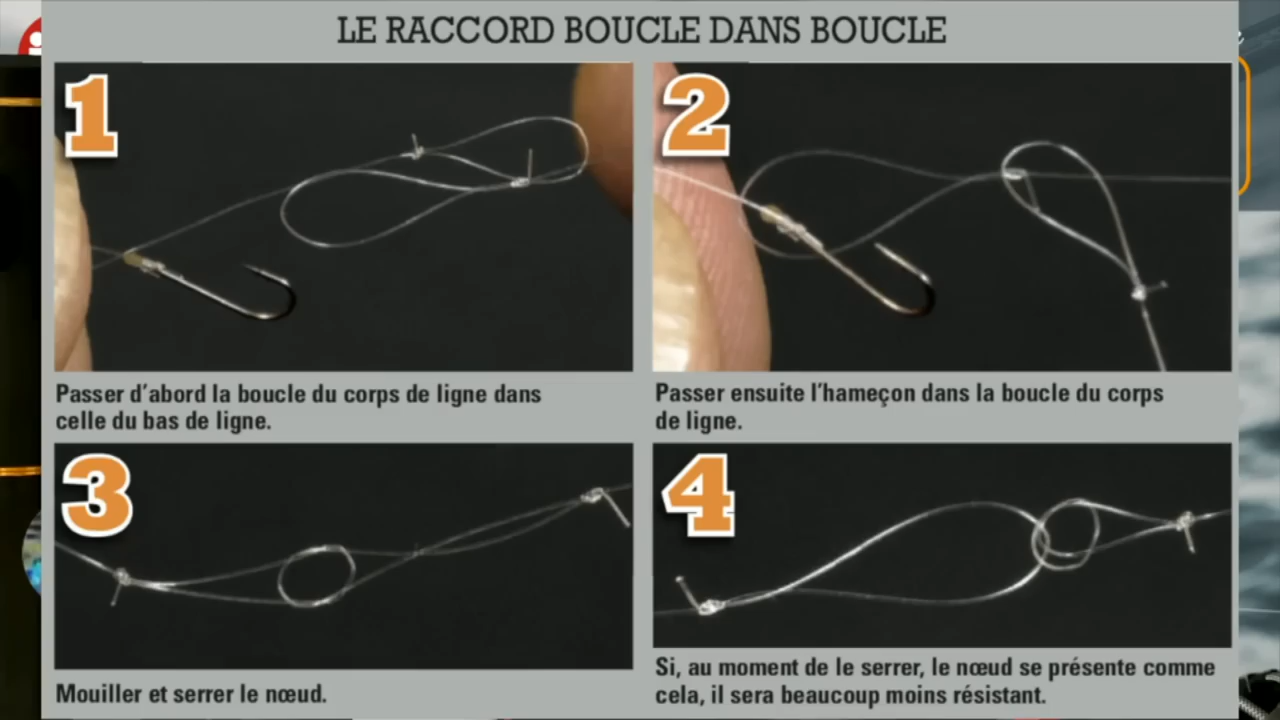 LE RACCORD BOUCLE DANS BOUCLE
1
2
Passer d'abord la boucle du corps de ligne dans
celle du bas de ligne.
Passer ensuite l'hameçon dans la boucle du corps
de ligne.
3
4
Mouiller et serrer le nœud.
Si, au moment de le serrer, le nœud se présente comme
cela, il sera beaucoup moins résistant.